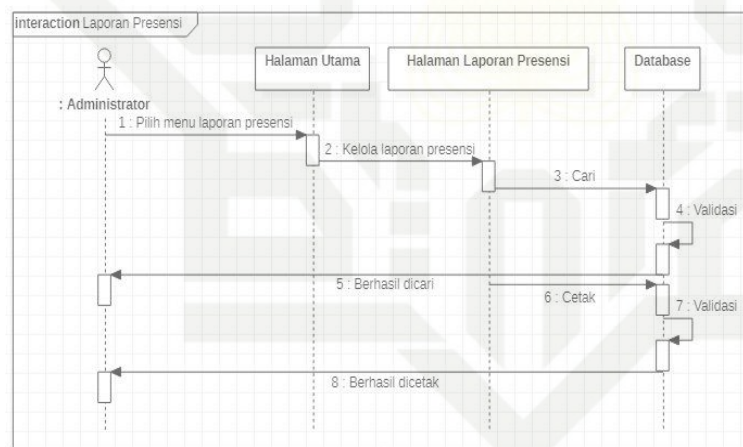 interaction Laporan Presensi
Halaman Utama
Halaman Laporan Presensi
Database
: Administrator
1 : Pilih menu laporan presensi
2 : Kelola laporan presensi
3 : Cari
4 : Validasi
5 : Berhasil dicari
6 : Cetak
7 : Validasi
8 : Berhasil dicetak